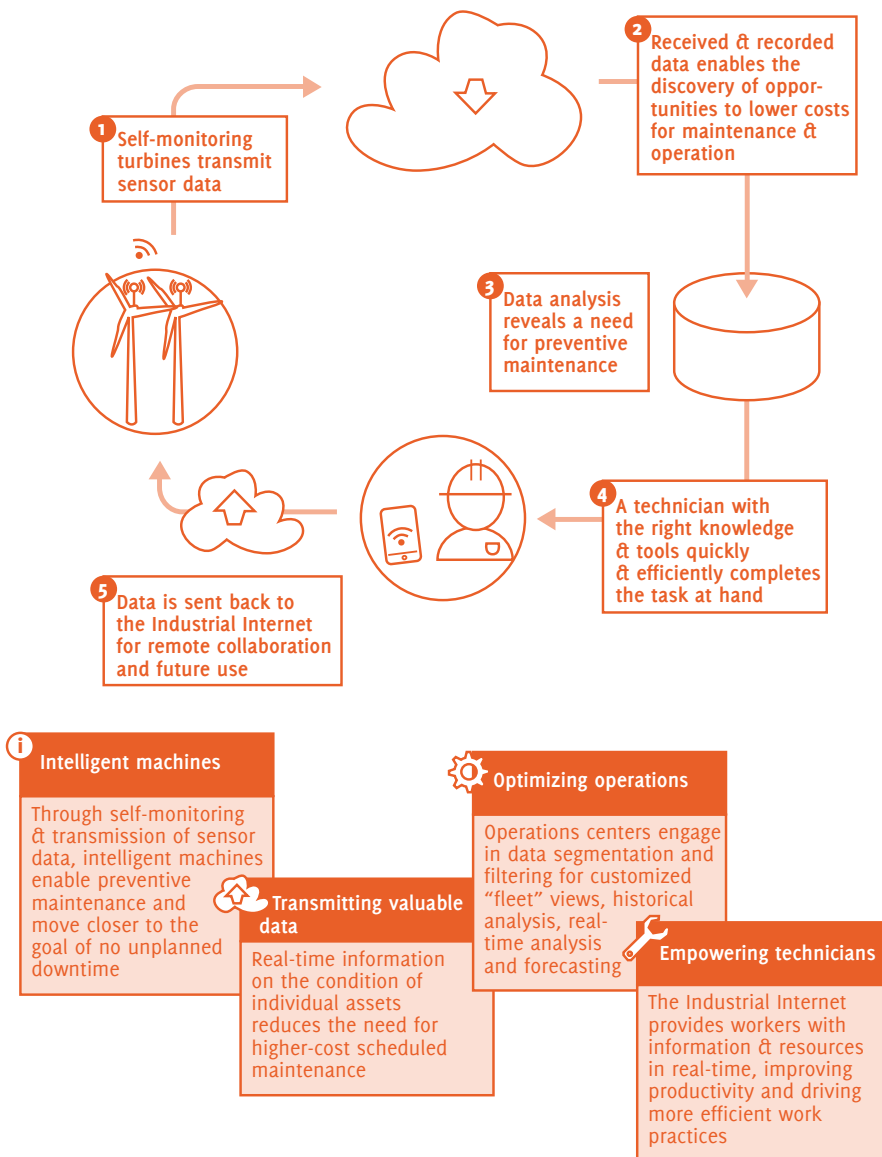 1
Self-monitoring
turbines transmit
sensor data
2
Received & recorded
data enables the
discovery of oppor-
tunities to lower costs
for maintenance &
operation
3
Data analysis
reveals a need
for preventive
maintenance
4
A technician with
the right knowledge
& tools quickly
& efficiently completes
the task at hand
5
Data is sent back to
the Industrial Internet
for remote collaboration
and future use
i
Intelligent machines
Through self-monitoring
& transmission of sensor
data, intelligent machines
enable preventive
maintenance and
move closer to the
goal of no unplanned
downtime
Transmitting valuable
data
Real-time information
on the condition of
individual assets
reduces the need for
higher-cost scheduled
maintenance
Optimizing operations
Operations centers engage
in data segmentation and
filtering for customized
“fleet” views, historical
analysis, real-
time analysis
and forecasting
Empowering technicians
The Industrial Internet
provides workers with
information & resources
in real-time, improving
productivity and driving
more efficient work
practices